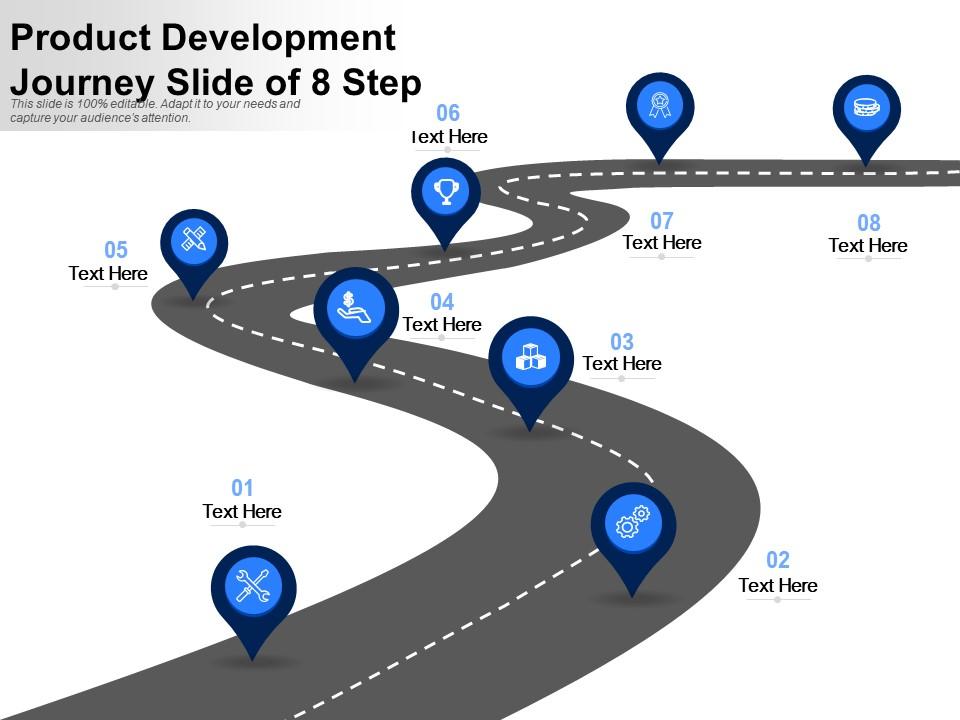 Product Development
Journey Slide of 8 Step
This slide is 100% editable. Adapt it to your needs and
capture your audience's attention.
06
Text Here
07
Text Here
08
Text Here
05
Text Here
04
Text Here
03
Text Here
01
Text Here
02
Text Here
$